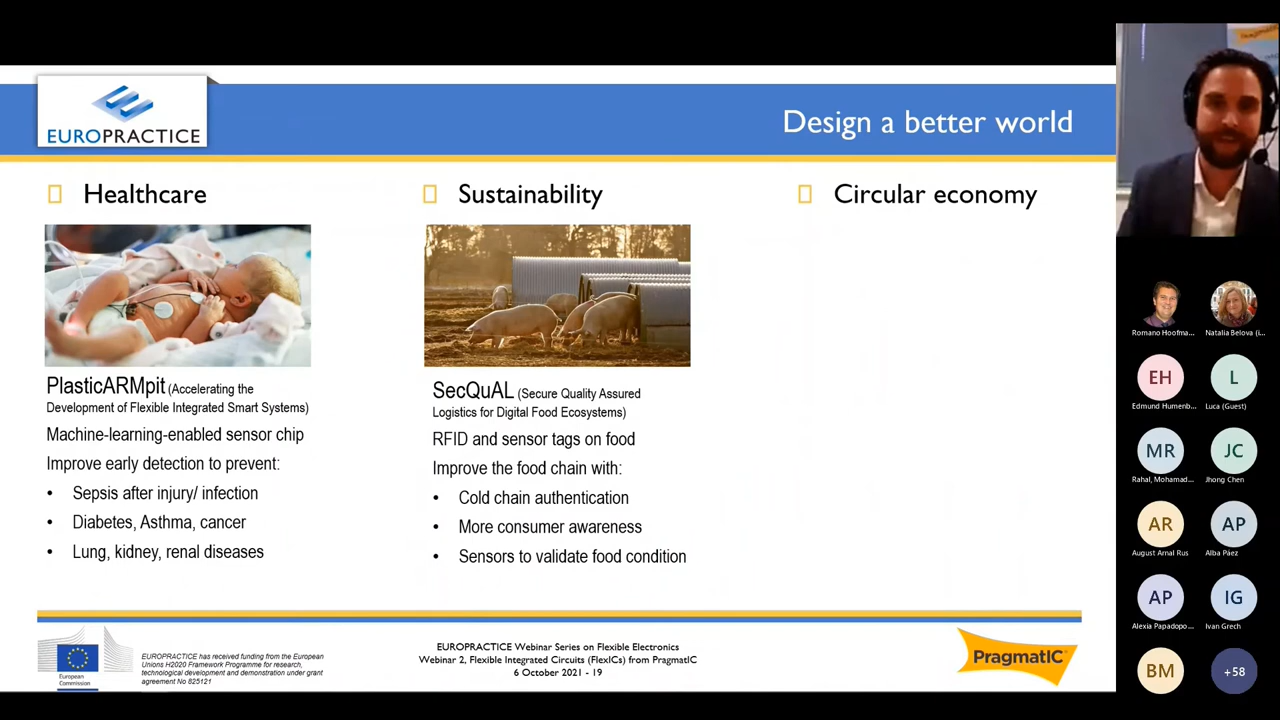 EUROPRACTICE
Design a better world
Healthcare
PlasticARMpit (Accelerating the
Development of Flexible Integrated Smart Systems)
Machine-learning-enabled sensor chip
Improve early detection to prevent:
• Sepsis after injury/ infection
• Diabetes, Asthma, cancer
• Lung, kidney, renal diseases
Sustainability
SecQuAL (Secure Quality Assured
Logistics for Digital Food Ecosystems)
RFID and sensor tags on food
Improve the food chain with:
• Cold chain authentication
• More consumer awareness
• Sensors to validate food condition
Circular economy
European
Commission
EUROPRACTICE has received funding from the European
Unions H2020 Framework Programme for research,
technological development and demonstration under grant
agreement No 825121
EUROPRACTICE Webinar Series on Flexible Electronics
Webinar 2, Flexible Integrated Circuits (FlexICs) from PragmatIC
6 October 2021 - 19
PragmatIC
Romano Hoofma...
Natalia Belova (i...
EH
Edmund Humenb...
L
Luca (Guest)
MR
Rahal, Mohamad...
JC
Jhong Chen
AR
August Arnal Rus
AP
Alba Páez
AP
Alexia Papadopo...
IG
Ivan Grech
BM
+58